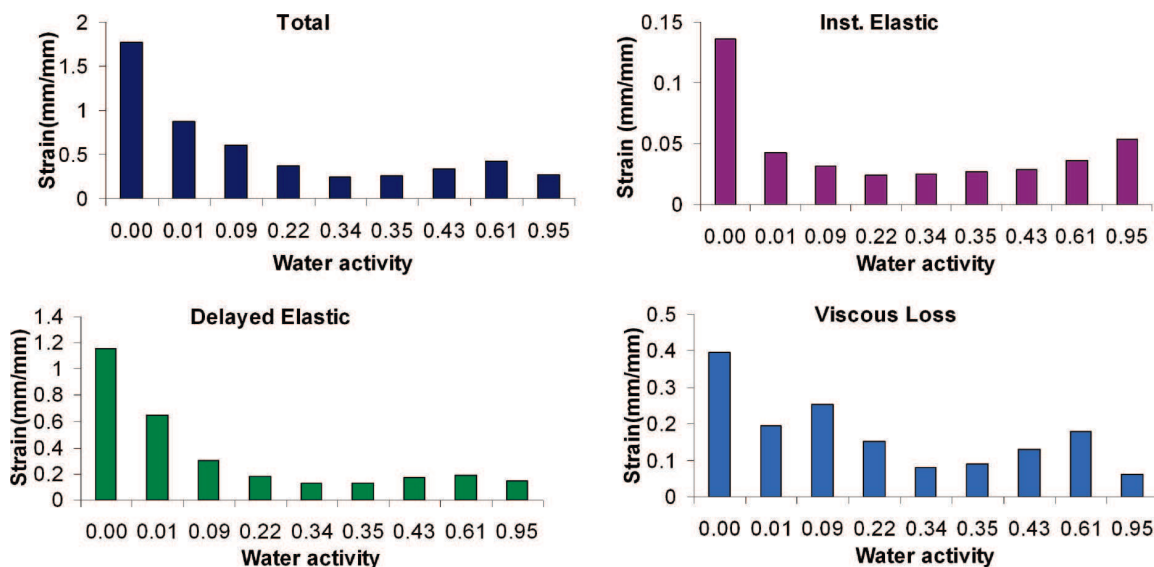 Total
Strain(mm/mm)
2
1.5
1
0.5
0
0.00 0.01 0.09 0.22 0.34 0.35 0.43 0.61 0.95
Water activity
Inst. Elastic
Strain (mm/mm)
0.15
0.1
0.05
0
0.00 0.01 0.09 0.22 0.34 0.35 0.43 0.61 0.95
Water activity
Delayed Elastic
Strain(mm/mm)
1.4
1.2
1
0.8
0.6
0.4
0.2
0
0.00 0.01 0.09 0.22 0.34 0.35 0.43 0.61 0.95
Water activity
Viscous Loss
Strain(mm/mm)
0.5
0.4
0.3
0.2
0.1
0
0.00 0.01 0.09 0.22 0.34 0.35 0.43 0.61 0.95
Water activity